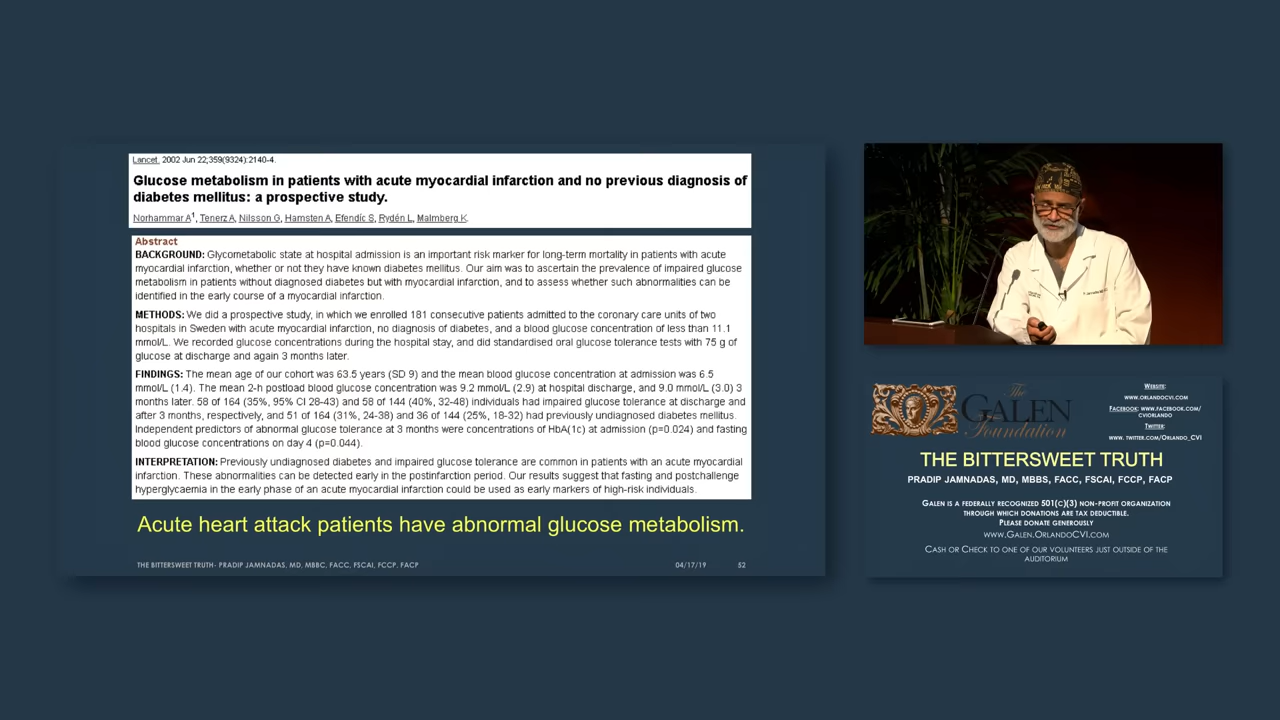 Lancet. 2002 Jun 22;359(9324):2140-4.
Glucose metabolism in patients with acute myocardial infarction and no previous diagnosis of
diabetes mellitus: a prospective study.
Norhammar A1, Tenerz A, Nilsson G, Hamsten A, Efendíc S, Rydén L, Malmberg K.
Abstract
BACKGROUND: Glycometabolic state at hospital admission is an important risk marker for long-term mortality in patients with acute
myocardial infarction, whether or not they have known diabetes mellitus. Our aim was to ascertain the prevalence of impaired glucose
metabolism in patients without diagnosed diabetes but with myocardial infarction, and to assess whether such abnormalities can be
identified in the early course of a myocardial infarction.
METHODS: We did a prospective study, in which we enrolled 181 consecutive patients admitted to the coronary care units of two
hospitals in Sweden with acute myocardial infarction, no diagnosis of diabetes, and a blood glucose concentration of less than 11.1
mmol/L. We recorded glucose concentrations during the hospital stay, and did standardised oral glucose tolerance tests with 75 g of
glucose at discharge and again 3 months later.
FINDINGS: The mean age of our cohort was 63.5 years (SD 9) and the mean blood glucose concentration at admission was 6.5
mmol/L (1.4). The mean 2-h postload blood glucose concentration was 9.2 mmol/L (2.9) at hospital discharge, and 9.0 mmol/L (3.0) 3
months later. 58 of 164 (35%, 95% CI 28-43) and 58 of 144 (40%, 32-48) individuals had impaired glucose tolerance at discharge and
after 3 months, respectively, and 51 of 164 (31%, 24-38) and 36 of 144 (25%, 18-32) had previously undiagnosed diabetes mellitus.
Independent predictors of abnormal glucose tolerance at 3 months were concentrations of HbA(1c) at admission (p=0.024) and fasting
blood glucose concentrations on day 4 (p=0.044).
INTERPRETATION: Previously undiagnosed diabetes and impaired glucose tolerance are common in patients with an acute myocardial
infarction. These abnormalities can be detected early in the postinfarction period. Our results suggest that fasting and postchallenge
hyperglycaemia in the early phase of an acute myocardial infarction could be used as early markers of high-risk individuals.
Acute heart attack patients have abnormal glucose metabolism.
THE BITTERSWEET TRUTH- PRADIP JAMNADAS, MD, MBBC, FACC, FSCAI, FCCP, FACP
04/17/19
52
The
GALEN
Foundation
Website:
www.orlandocvi.com
Facebook: www.facebook.com/
cviorlando
Twitter:
www. twitter.com/Orlando_CVI
THE BITTERSWEET TRUTH
PRADIP JAMNADAS, MD, MBBS, FACC, FSCAI, FCCP, FACP
Galen is a federally recognized 501(c)(3) non-profit organization
through which donations are tax deductible.
Please donate generously
www.Galen.OrlandoCVI.com
Cash or Check to one of our volunteers just outside of the
auditorium